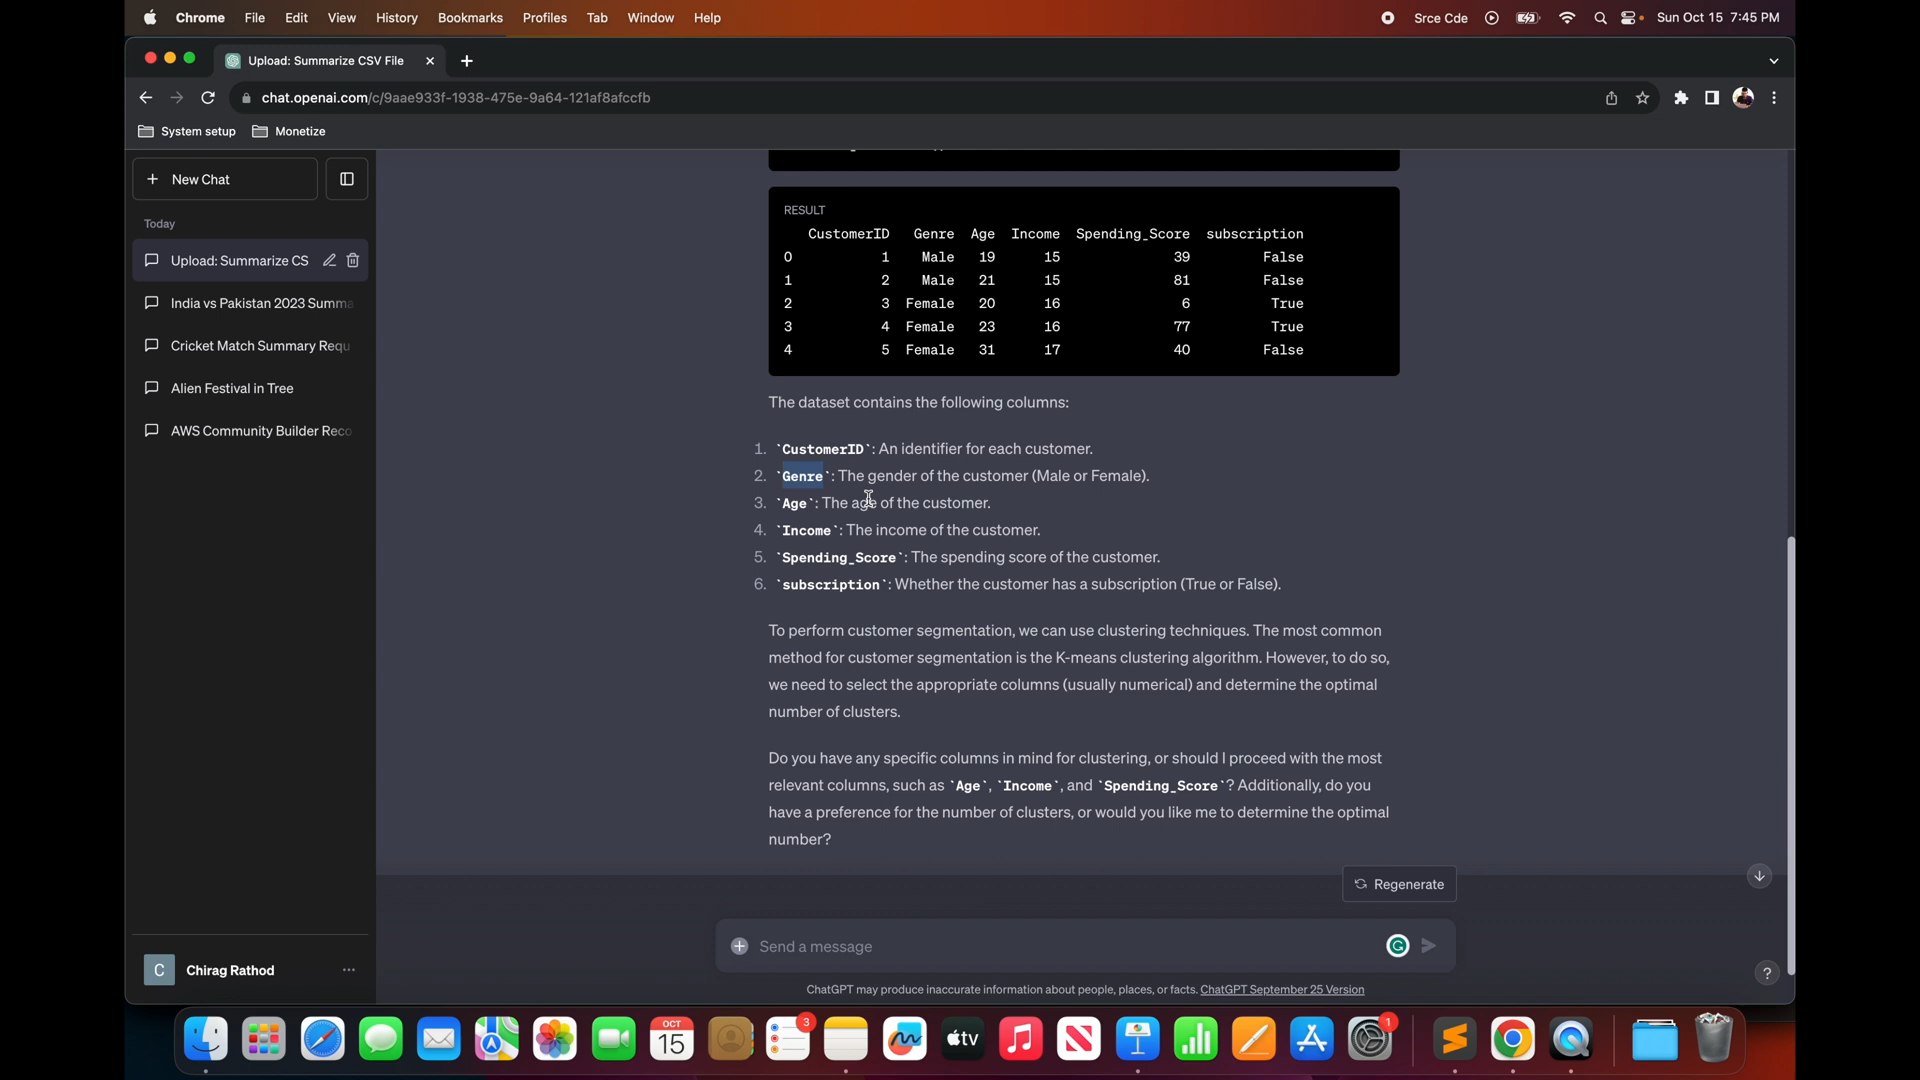 Chrome File Edit View History Bookmarks Profiles Tab Window Help Srce Cde Sun Oct 15 7:45 PM
Upload: Summarize CSV File
chat.openai.com/c/9aae933f-1938-475e-9a64-121af8afccfb
System setup Monetize
+ New Chat
Today
Upload: Summarize CS
India vs Pakistan 2023 Summa
Cricket Match Summary Requ
Alien Festival in Tree
AWS Community Builder Reco
C Chirag Rathod ...
RESULT
CustomerID Genre Age Income Spending_Score subscription
0 1 Male 19 15 39 False
1 2 Male 21 15 81 False
2 3 Female 20 16 6 True
3 4 Female 23 16 77 True
4 5 Female 31 17 40 False
The dataset contains the following columns:
1. `CustomerID`: An identifier for each customer.
2. `Genre`: The gender of the customer (Male or Female).
3. `Age`: The age of the customer.
4. `Income`: The income of the customer.
5. `Spending_Score`: The spending score of the customer.
6. `subscription`: Whether the customer has a subscription (True or False).
To perform customer segmentation, we can use clustering techniques. The most common
method for customer segmentation is the K-means clustering algorithm. However, to do so,
we need to select the appropriate columns (usually numerical) and determine the optimal
number of clusters.
Do you have any specific columns in mind for clustering, or should I proceed with the most
relevant columns, such as `Age`, `Income`, and `Spending_Score`? Additionally, do you
have a preference for the number of clusters, or would you like me to determine the optimal
number?
Regenerate
Send a message
ChatGPT may produce inaccurate information about people, places, or facts. ChatGPT September 25 Version
?
OCT
15
3
tv
1